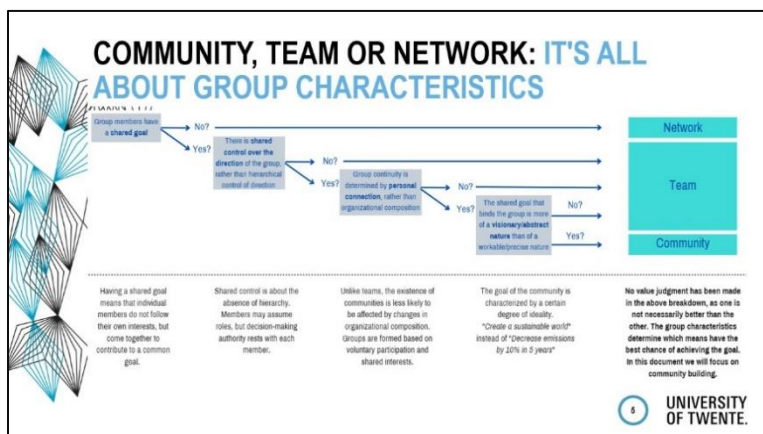 COMMUNITY, TEAM OR NETWORK: IT'S ALL
ABOUT GROUP CHARACTERISTICS
Group members have
a shared goal
No?
Yes?
There is shared
control over the
direction of the group,
rather than hierarchical
control of direction
No?
Yes?
Group continuity is
determined by personal
connection, rather than
organizational composition
No?
Yes?
The shared goal that
binds the group is more
of a visionary/abstract
nature than of a
workable/precise nature
No?
Yes?
Network
Team
Community
Having a shared goal
means that individual
members do not follow
their own interests, but
come together to
contribute to a common
goal.
Shared control is about the
absence of hierarchy.
Members may assume
roles, but decision-making
authority rests with each
member.
Unlike teams, the existence of
communities is less likely to
be affected by changes in
organizational composition.
Groups are formed based on
voluntary participation and
shared interests.
The goal of the community is
characterized by a certain
degree of ideality.
"Create a sustainable world"
instead of "Decrease emissions
by 10% in 5 years"
No value judgment has been made
in the above breakdown, as one is
not necessarily better than the
other. The group characteristics
determine which means have the
best chance of achieving the goal.
In this document we will focus on
community building.
5
UNIVERSITY
OF TWENTE.